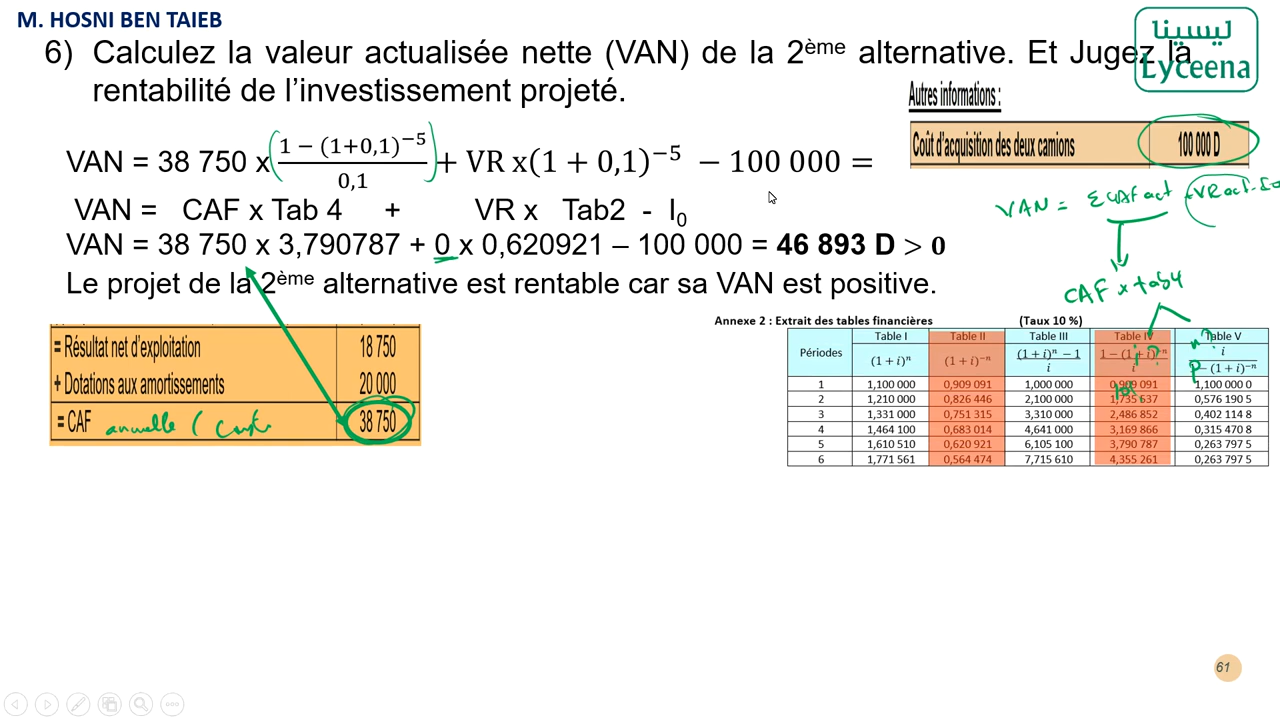 M. HOSNI BEN TAIEB
ليسينا
Lyceena
6) Calculez la valeur actualisée nette (VAN) de la 2ème alternative. Et Jugez la
rentabilité de l'investissement projeté.
Autres informations :
Coût d'acquisition des deux camions 100 000 D
VAN = 38 750 x (1 − (1+0,1)^−5 / 0,1) + VR x(1 + 0,1)^−5 − 100 000 =
VAN = Σ CAF act + VR act - I0
VAN = CAF x Tab 4 + VR x Tab2 - I0
VAN = 38 750 x 3,790787 + 0 x 0,620921 – 100 000 = 46 893 D > 0
CAF x tab4
Le projet de la 2ème alternative est rentable car sa VAN est positive.
= Résultat net d'exploitation 18 750
+ Dotations aux amortissements 20 000
= CAF annuelle ( 38 750
Annexe 2 : Extrait des tables financières (Taux 10 %)
Périodes Table I Table II Table III Table IV Table V
(1 + i)^n (1 + i)^−n (1 + i)^n − 1 / i 1 − (1 + i)^−n / i i / 1 − (1 + i)^−n
n?
i?
1 1,100 000 0,909 091 1,000 000 0,909 091 1,100 000 0
2 1,210 000 0,826 446 2,100 000 1,735 537 0,576 190 5
3 1,331 000 0,751 315 3,310 000 2,486 852 0,402 114 8
4 1,464 100 0,683 014 4,641 000 3,169 866 0,315 470 8
5 1,610 510 0,620 921 6,105 100 3,790 787 0,263 797 5
6 1,771 561 0,564 474 7,715 610 4,355 261 0,263 797 5
61